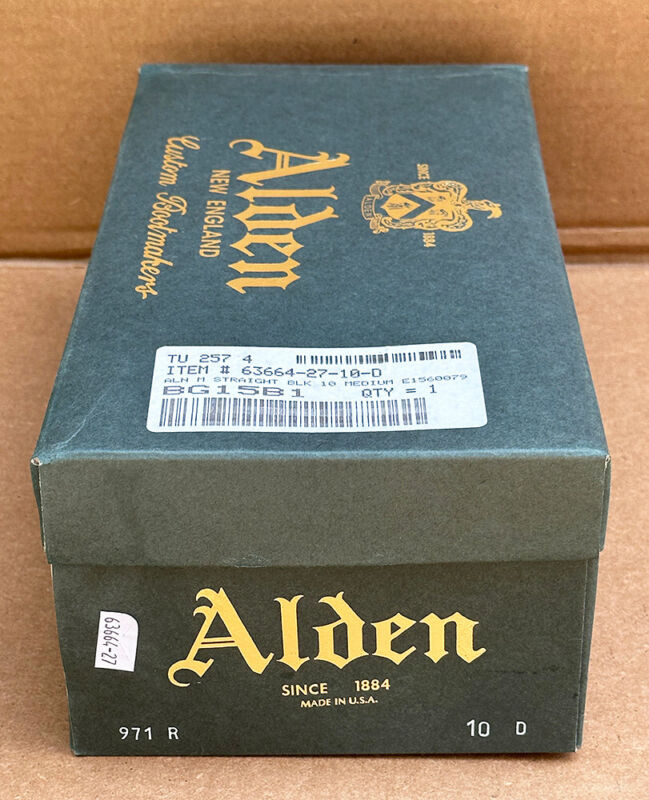 SINCE 1884
ALDEN
Alden
NEW ENGLAND
Custom Bootmakers
TU 257 4
ITEM # 63664-27-10-D
ALN M STRAIGHT BLK 10 MEDIUM E1560079
BG15B1 QTY = 1
Alden
SINCE 1884
MADE IN U.S.A.
63664-27
971 R 10 D